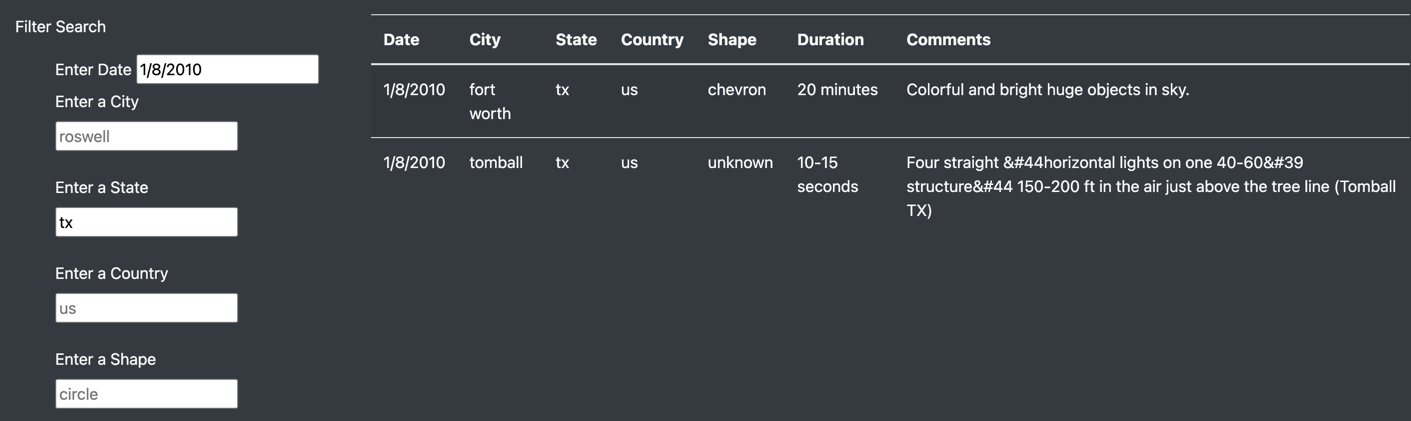 Filter Search
Enter Date 1/8/2010
Enter a City
roswell
Enter a State
tx
Enter a Country
us
Enter a Shape
circle
Date City State Country Shape Duration Comments
1/8/2010 fort tx us chevron 20 minutes Colorful and bright huge objects in sky.
worth
1/8/2010 tomball tx us unknown 10-15 Four straight &#44horizontal lights on one 40-60&#39
seconds structure&#44 150-200 ft in the air just above the tree line (Tomball
TX)